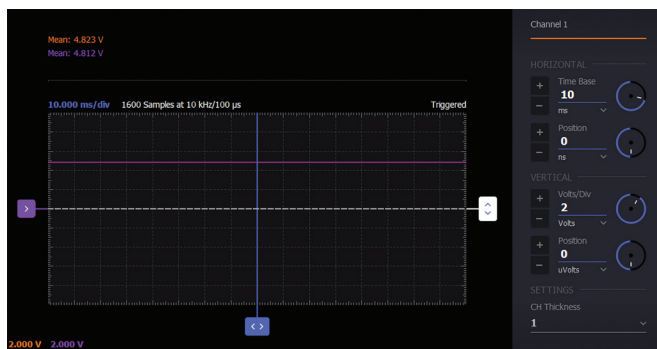 Mean: 4.823 V
Mean: 4.812 V
10.000 ms/div 1600 Samples at 10 kHz/100 µs Triggered
2.000 V 2.000 V
Channel 1
HORIZONTAL
Time Base
+
10
−
ms
Position
+
0
−
ns
VERTICAL
Volts/Div
+
2
−
Volts
Position
+
0
−
uVolts
SETTINGS
CH Thickness
1